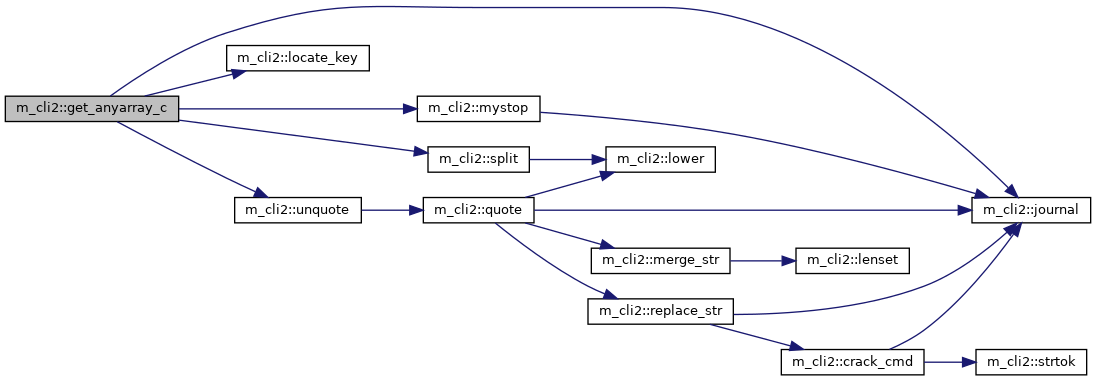 m_cli2::locate_key
m_cli2::get_anyarray_c
m_cli2::mystop
m_cli2::split
m_cli2::lower
m_cli2::unquote
m_cli2::quote
m_cli2::journal
m_cli2::merge_str
m_cli2::lenset
m_cli2::replace_str
m_cli2::crack_cmd
m_cli2::strtok